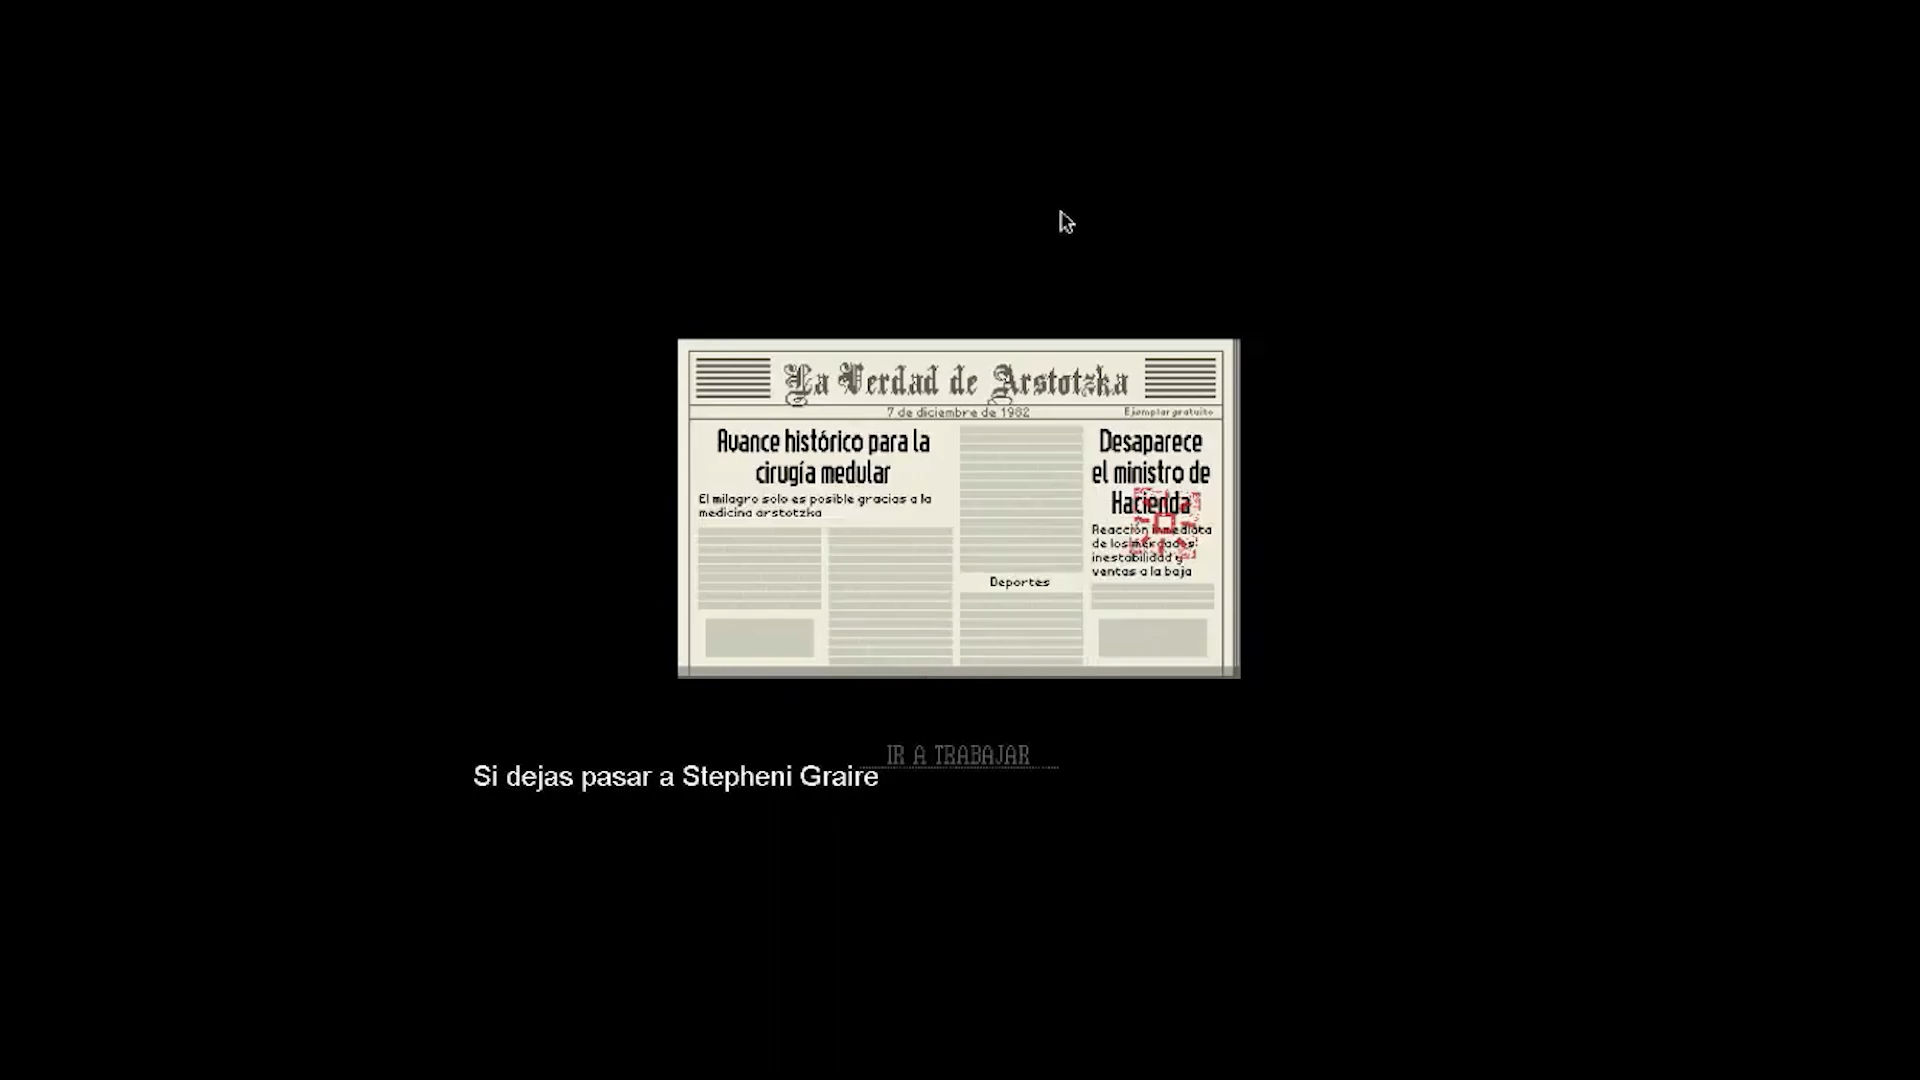 La Verdad de Arstotzka
7 de diciembre de 1982
Ejemplar gratuito
Avance histórico para la
cirugía medular
El milagro solo es posible gracias a la
medicina arstotzka
Deportes
Desaparece
el ministro de
Hacienda
Reacción inmediata
de los mercados:
inestabilidad y
ventas a la baja
IR A TRABAJAR
Si dejas pasar a Stepheni Graire